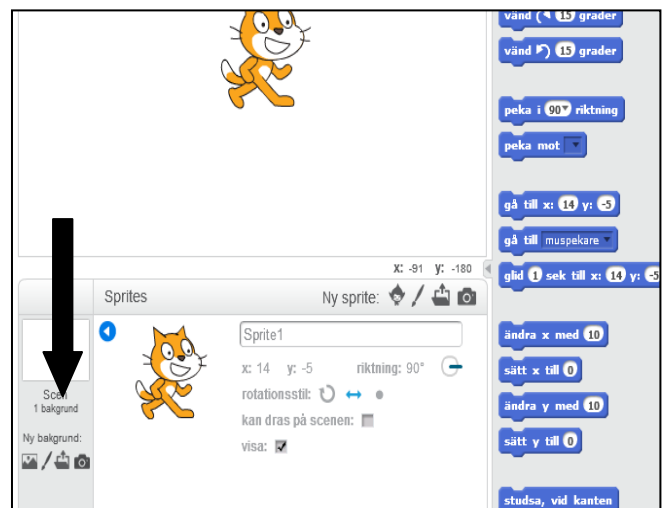 vänd 15 grader
vänd 15 grader
peka i 90 riktning
peka mot
gå till x: 14 y: -5
gå till muspekare
glid 1 sek till x: 14 y: -5
ändra x med 10
sätt x till 0
ändra y med 10
sätt y till 0
studsa, vid kanten
X: -91 y: -180
Sprites
Ny sprite:
Scen
1 bakgrund
Ny bakgrund:
Sprite1
x: 14 y: -5 riktning: 90°
rotationsstil:
kan dras på scenen:
visa: